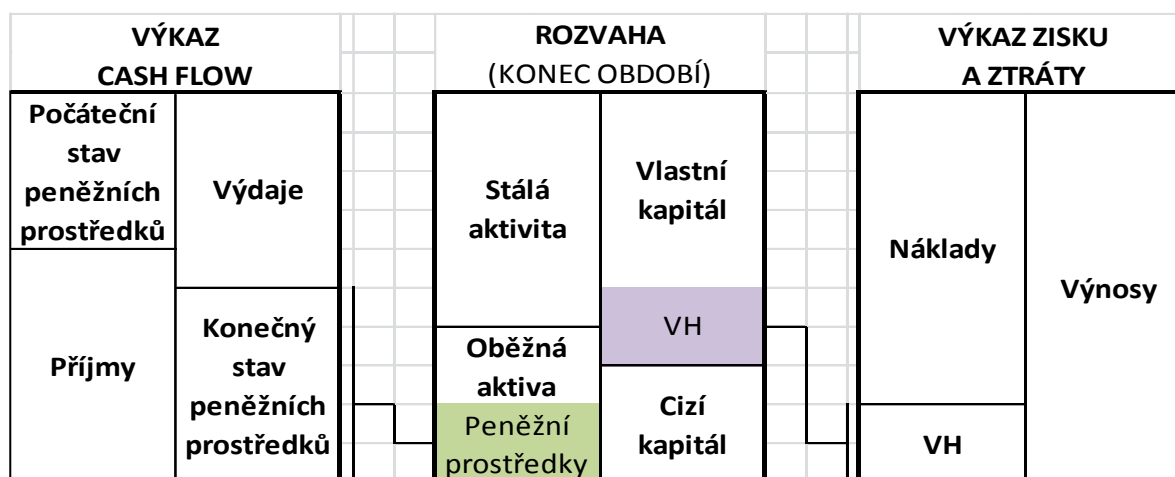 VÝKAZ
CASH FLOW
Počáteční
stav
peněžních
prostředků
Výdaje
Příjmy
Konečný
stav
peněžních
prostředků
ROZVAHA
(KONEC OBDOBÍ)
Stálá
aktivita
Vlastní
kapitál
VH
Oběžná
aktiva
Peněžní
prostředky
Cizí
kapitál
VÝKAZ ZISKU
A ZTRÁTY
Náklady
Výnosy
VH